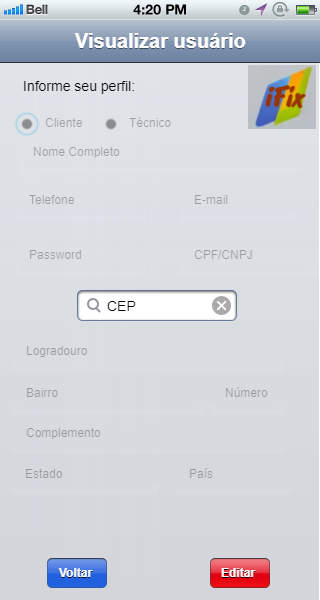 Bell 4:20 PM
Visualizar usuário
Informe seu perfil:
iFix
Cliente Técnico
Nome Completo
Telefone E-mail
Password CPF/CNPJ
CEP
Logradouro
Bairro Número
Complemento
Estado País
Voltar Editar